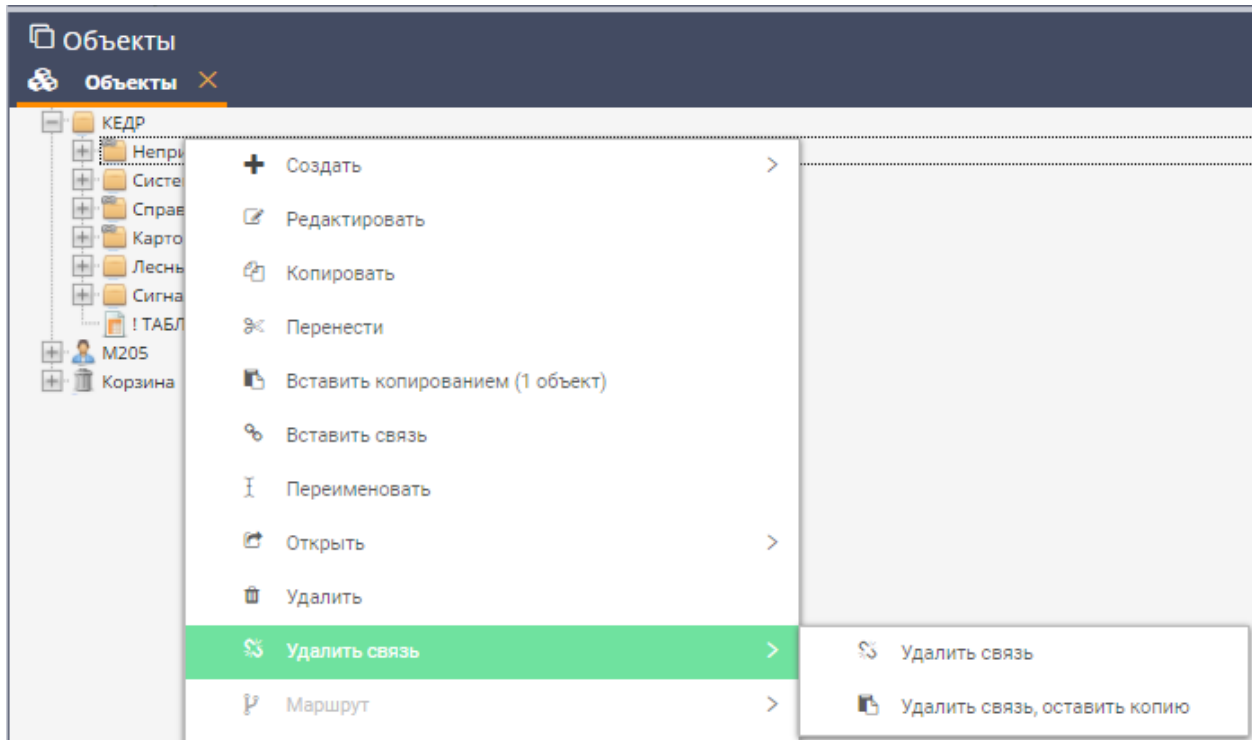 Объекты
Объекты
КЕДР
Непри
Систе
Справ
Карто
Лесны
Сигна
! ТАБЛ
М205
Корзина
Создать
Редактировать
Копировать
Перенести
Вставить копированием (1 объект)
Вставить связь
Переименовать
Открыть
Удалить
Удалить связь
Маршрут
Удалить связь
Удалить связь, оставить копию